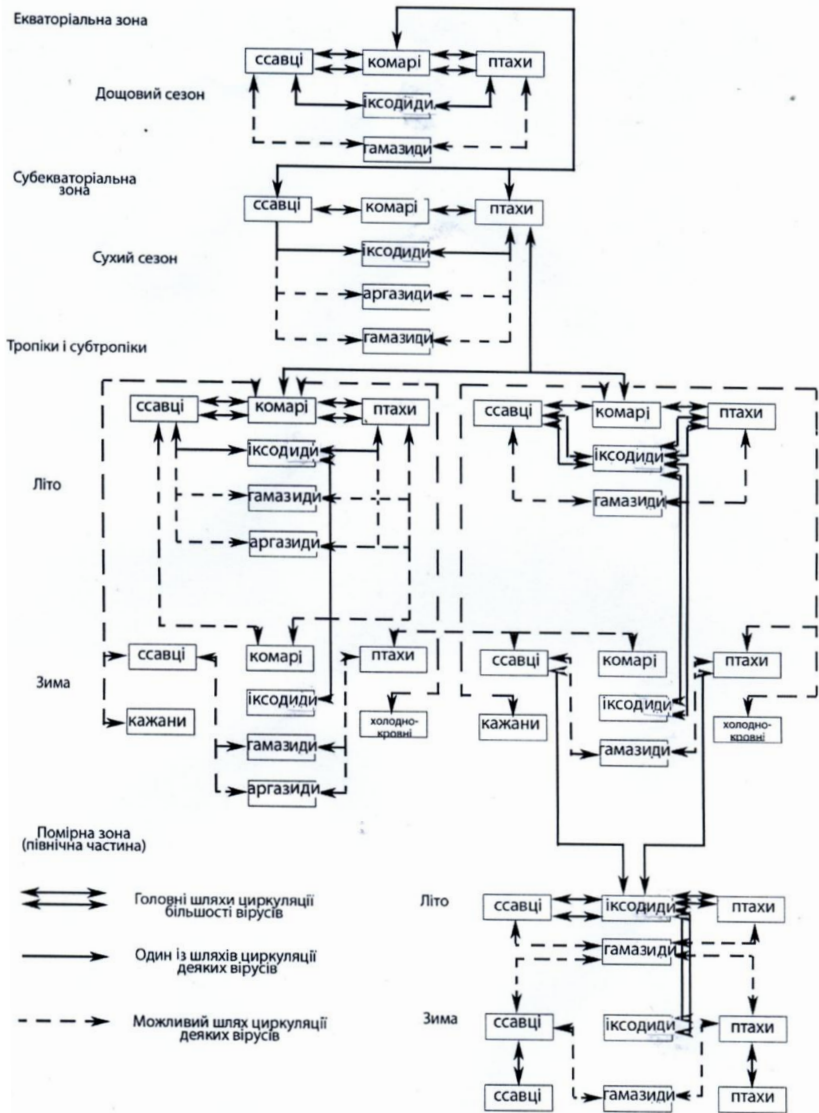 Екваторіальна зона
ссавці комарі птахи
Дощовий сезон
іксодиди
гамазиди
Субекваторіальна
зона
ссавці комарі птахи
Сухий сезон
іксодиди
аргазиди
гамазиди
Тропіки і субтропіки
ссавці комарі птахи ссавці комарі птахи
іксодиди іксодиди
Літо
гамазиди гамазиди
аргазиди
ссавці комарі птахи ссавці комарі птахи
Зима
іксодиди іксодиди
кажани холодно-
кровні кажани холодно-
кровні
гамазиди гамазиди
аргазиди
Помірна зона
(північна частина)
Головні шляхи циркуляції
більшості вірусів
Один із шляхів циркуляції
деяких вірусів
Можливий шлях циркуляції
деяких вірусів
Літо
ссавці іксодиди птахи
гамазиди
Зима
ссавці іксодиди птахи
ссавці гамазиди птахи